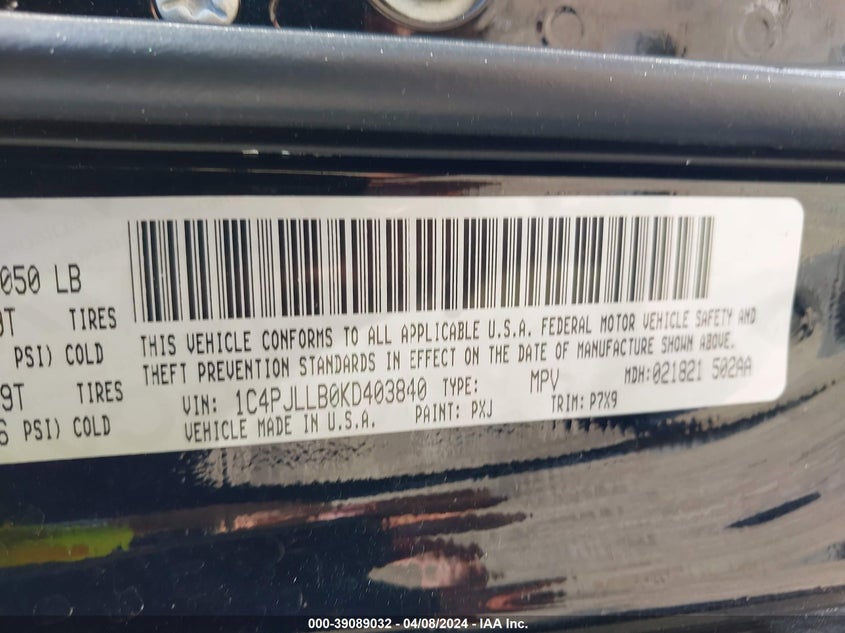 050 LB
TIRES
PSI) COLD
9T TIRES
PSI) COLD
THIS VEHICLE CONFORMS TO ALL APPLICABLE U.S.A. FEDERAL MOTOR VEHICLE SAFETY AND
THEFT PREVENTION STANDARDS IN EFFECT ON THE DATE OF MANUFACTURE SHOWN ABOVE.
VIN: 1C4PJLLB0KD403840 TYPE: MPV MDH:021821 502AA
VEHICLE MADE IN U.S.A. PAINT: PXJ TRIM: P7X9
000-39089032 - 04/08/2024 - IAA Inc.